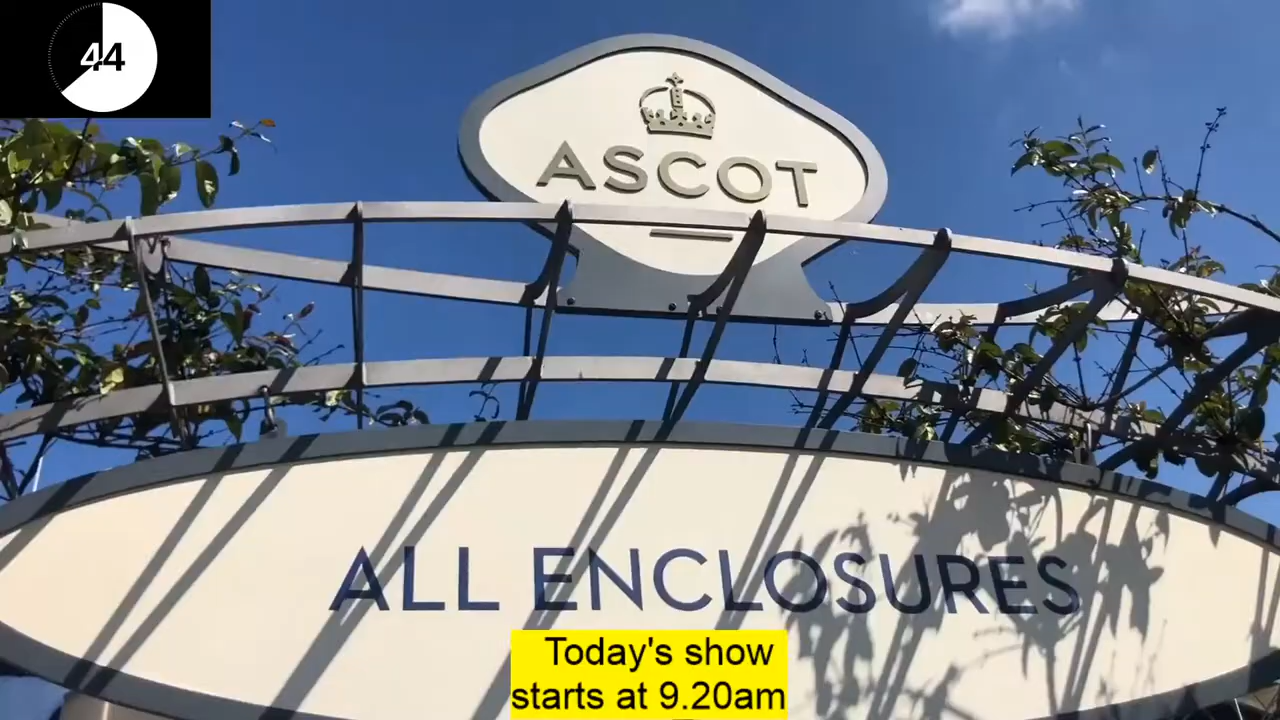 44
ASCOT
ALL ENCLOSURES
Today's show
starts at 9.20am